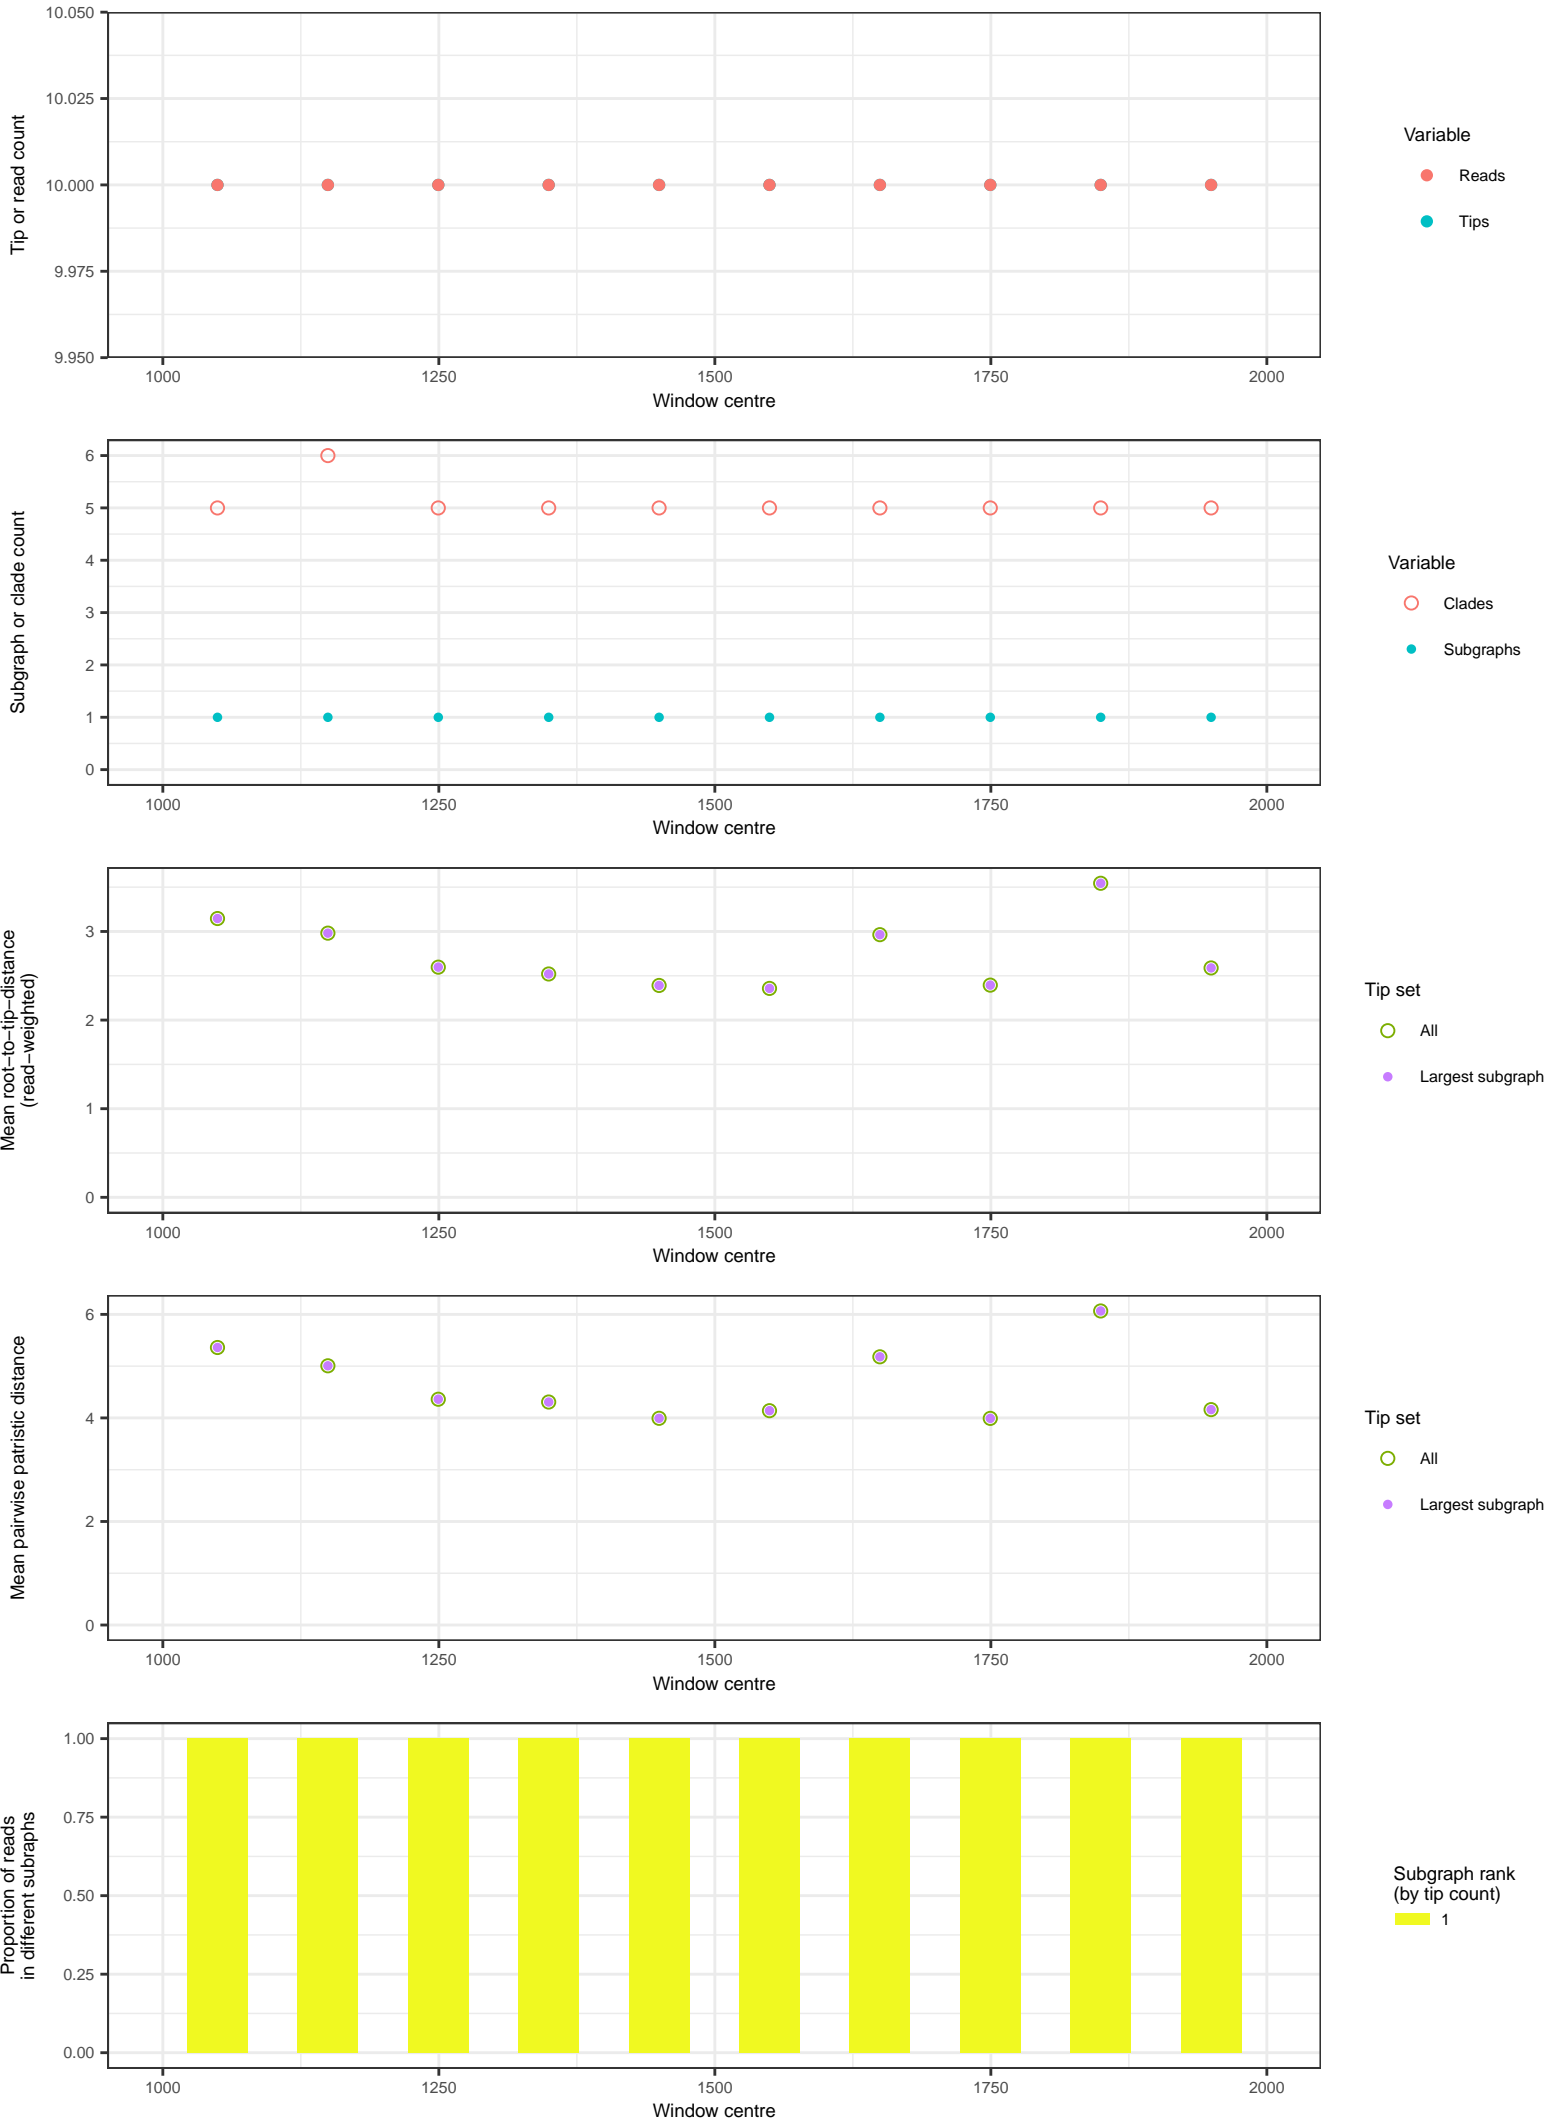 10.050
10.025
10.000
9.975
9.950
Tip or read count
1000 1250 1500 1750 2000
Window centre
Variable
Reads
Tips
6
5
4
3
2
1
0
Subgraph or clade count
1000 1250 1500 1750 2000
Window centre
Variable
Clades
Subgraphs
3
2
1
0
Mean root−to−tip−distance
(read−weighted)
1000 1250 1500 1750 2000
Window centre
Tip set
All
Largest subgraph
6
4
2
0
Mean pairwise patristic distance
1000 1250 1500 1750 2000
Window centre
Tip set
All
Largest subgraph
1.00
0.75
0.50
0.25
0.00
Proportion of reads
in different subraphs
1000 1250 1500 1750 2000
Window centre
Subgraph rank
(by tip count)
1